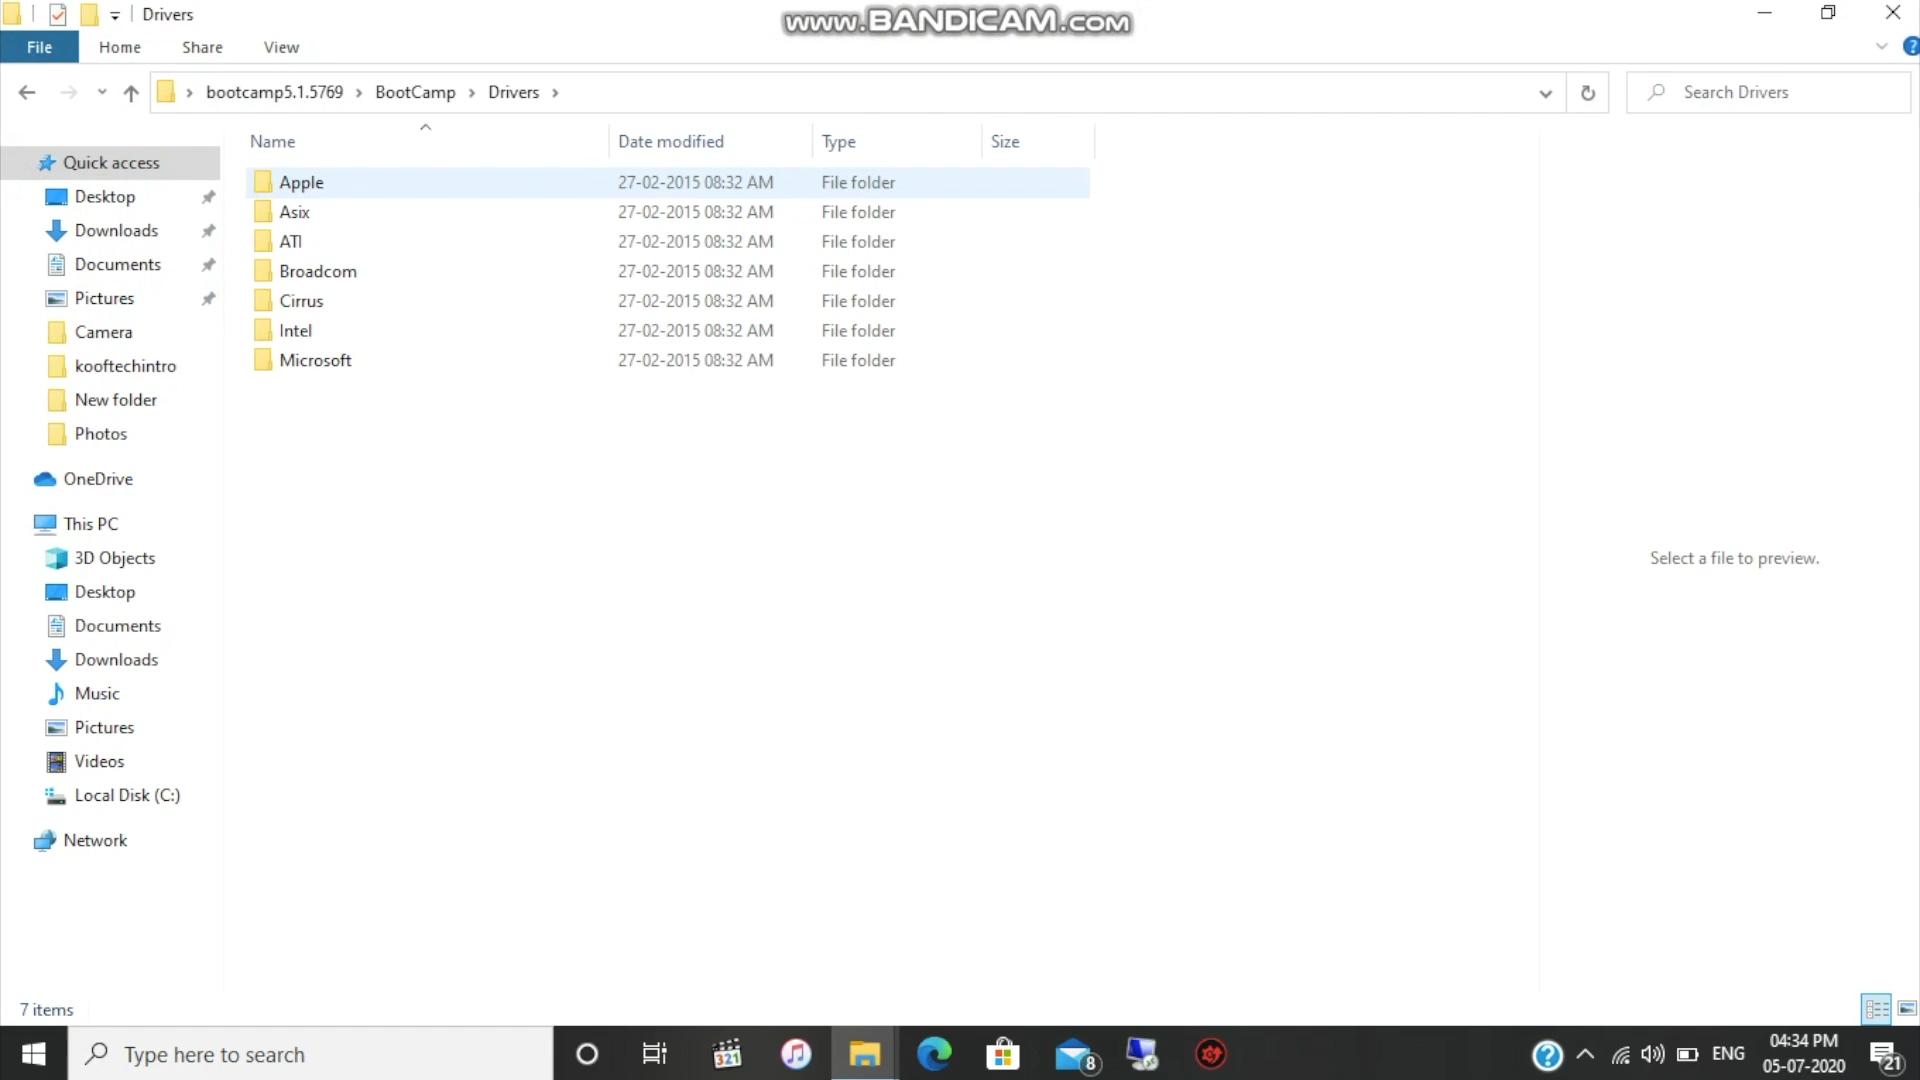 Drivers
www.BANDICAM.com
File Home Share View
bootcamp5.1.5769 BootCamp Drivers
Search Drivers
Name Date modified Type Size
Quick access
Desktop
Downloads
Documents
Pictures
Camera
kooftechintro
New folder
Photos
OneDrive
This PC
3D Objects
Desktop
Documents
Downloads
Music
Pictures
Videos
Local Disk (C:)
Network
Apple 27-02-2015 08:32 AM File folder
Asix 27-02-2015 08:32 AM File folder
ATI 27-02-2015 08:32 AM File folder
Broadcom 27-02-2015 08:32 AM File folder
Cirrus 27-02-2015 08:32 AM File folder
Intel 27-02-2015 08:32 AM File folder
Microsoft 27-02-2015 08:32 AM File folder
Select a file to preview.
7 items
Type here to search
321
8
ENG
04:34 PM
05-07-2020
21